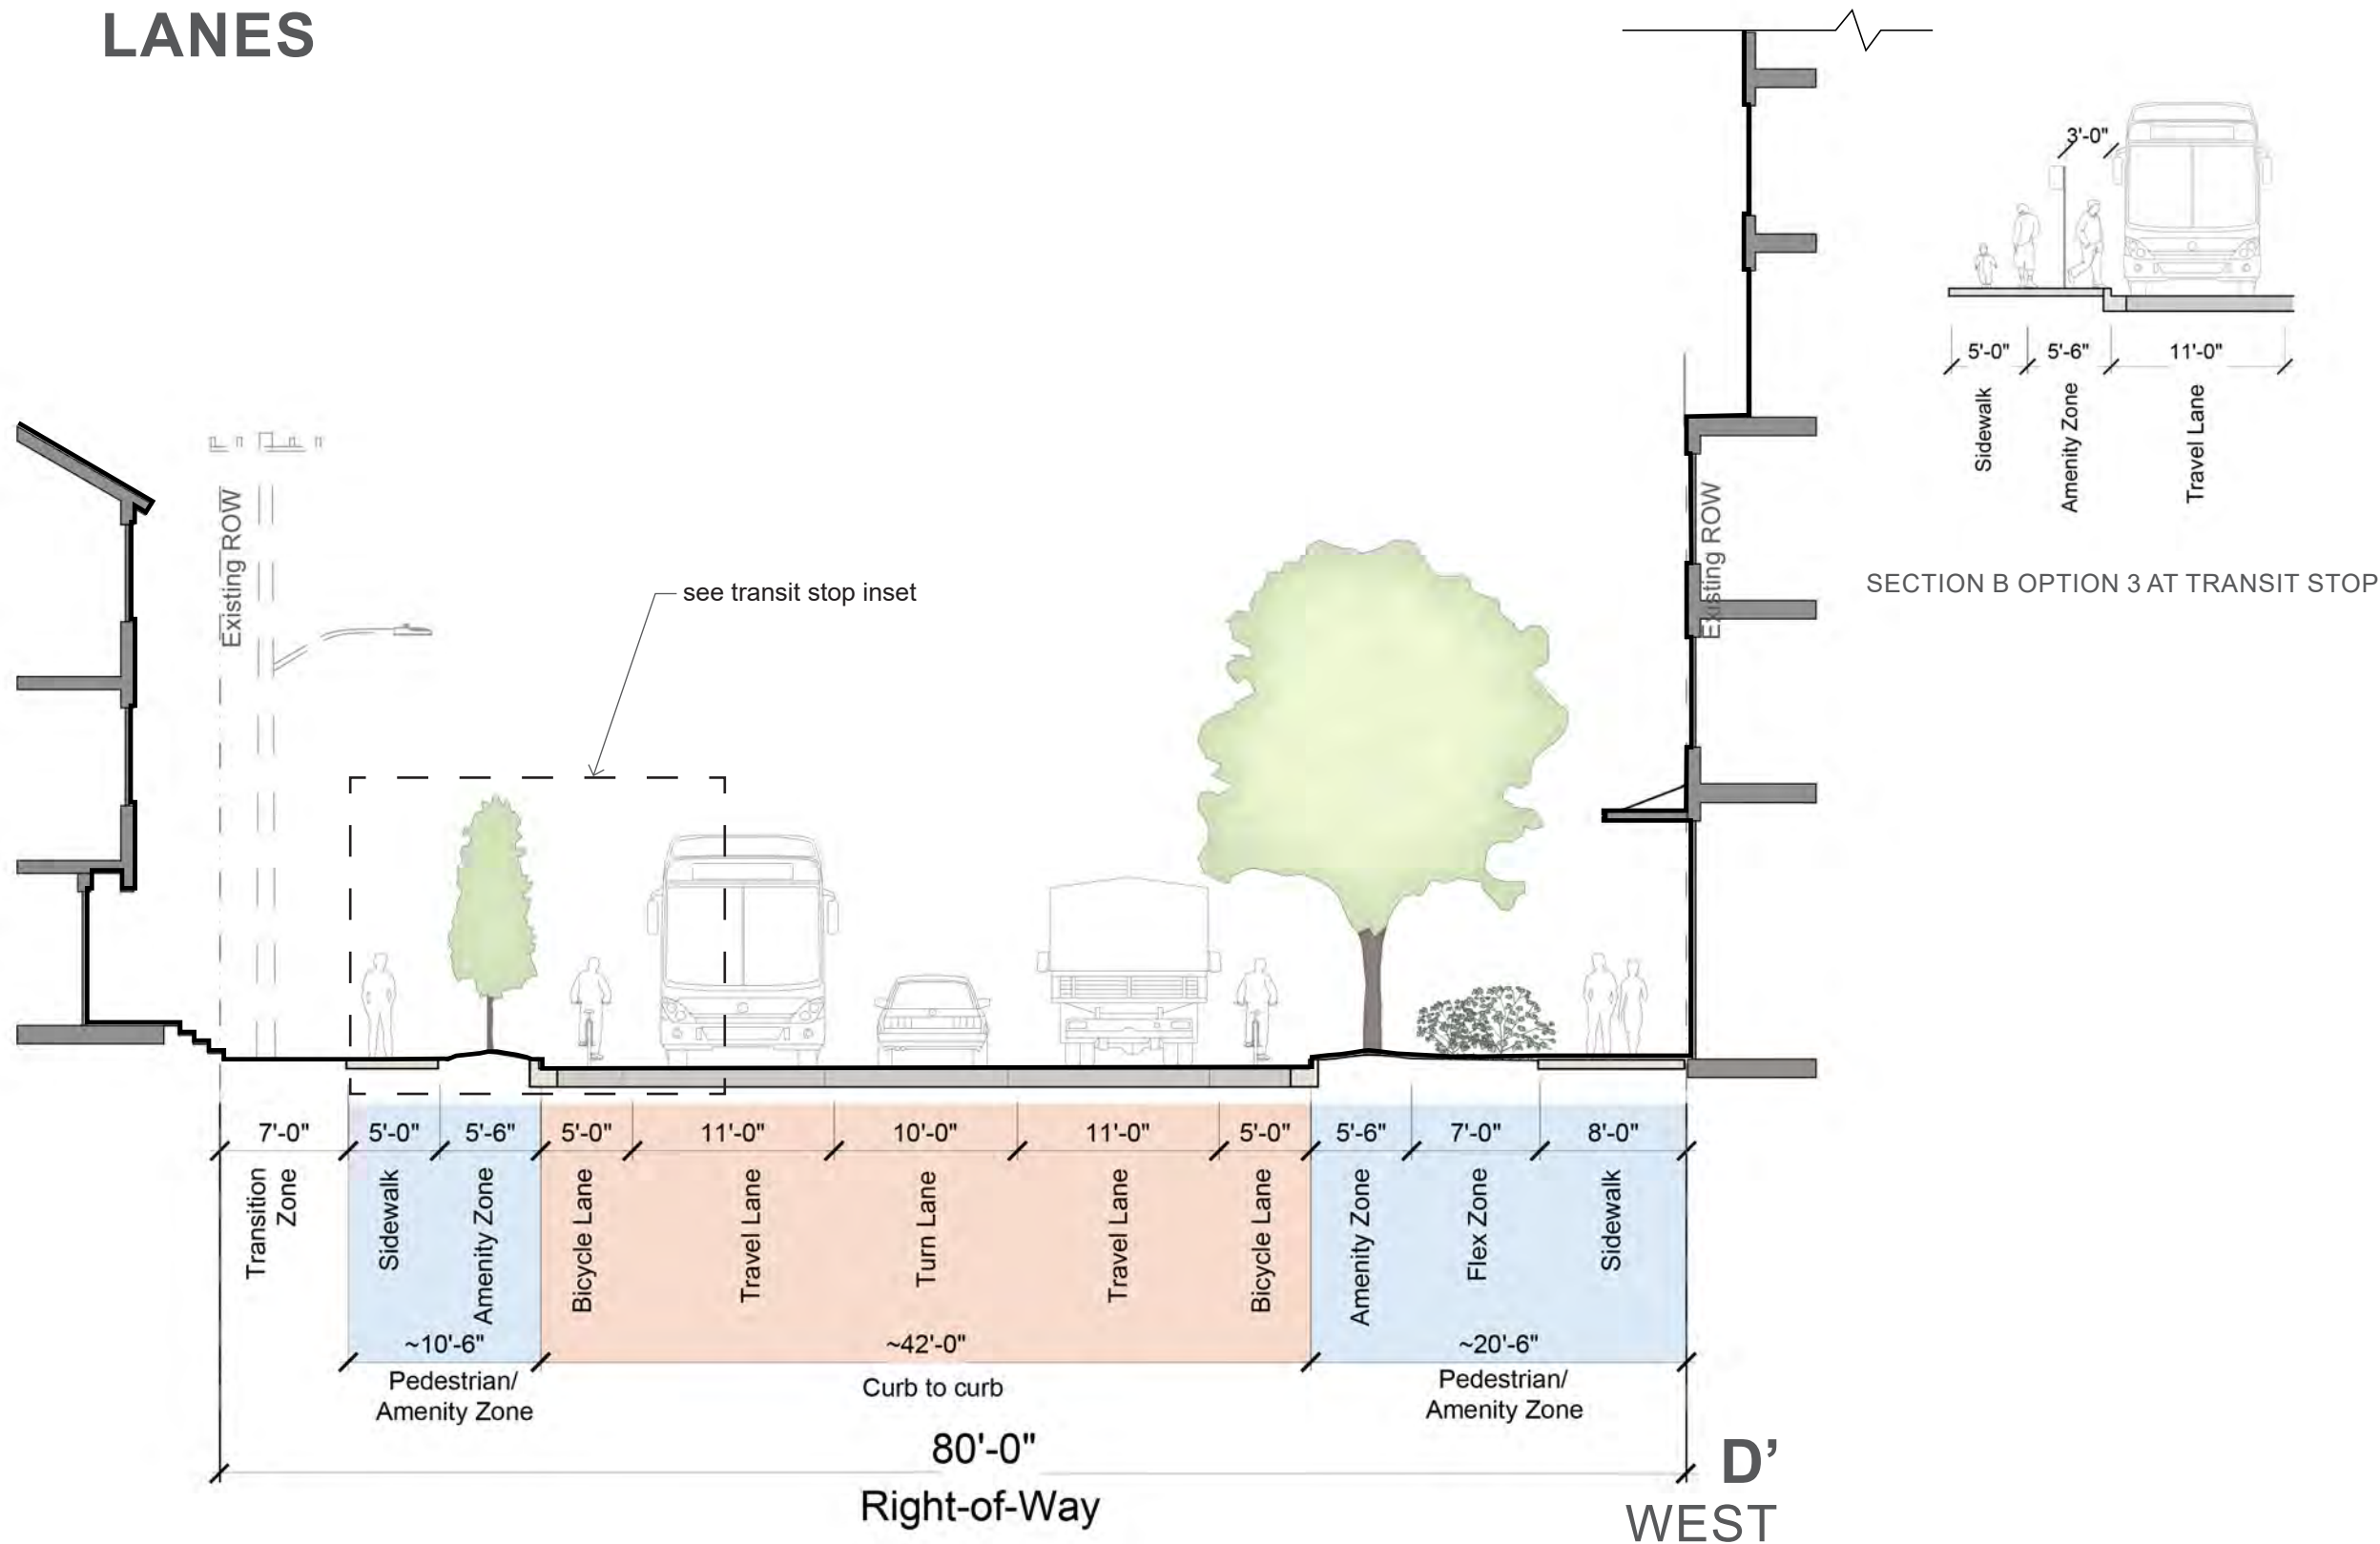 LANES
3'-0"
5'-0" 5'-6" 11'-0"
Sidewalk
Amenity Zone
Travel Lane
SECTION B OPTION 3 AT TRANSIT STOP
Existing ROW
Existing ROW
see transit stop inset
7'-0" 5'-0" 5'-6" 5'-0" 11'-0" 10'-0" 11'-0" 5'-0" 5'-6" 7'-0" 8'-0"
Transition
Zone
Sidewalk
Amenity Zone
Bicycle Lane
Travel Lane
Turn Lane
Travel Lane
Bicycle Lane
Amenity Zone
Flex Zone
Sidewalk
~10'-6" ~42'-0" ~20'-6"
Pedestrian/
Amenity Zone
Curb to curb
Pedestrian/
Amenity Zone
80'-0"
Right-of-Way
D’
WEST